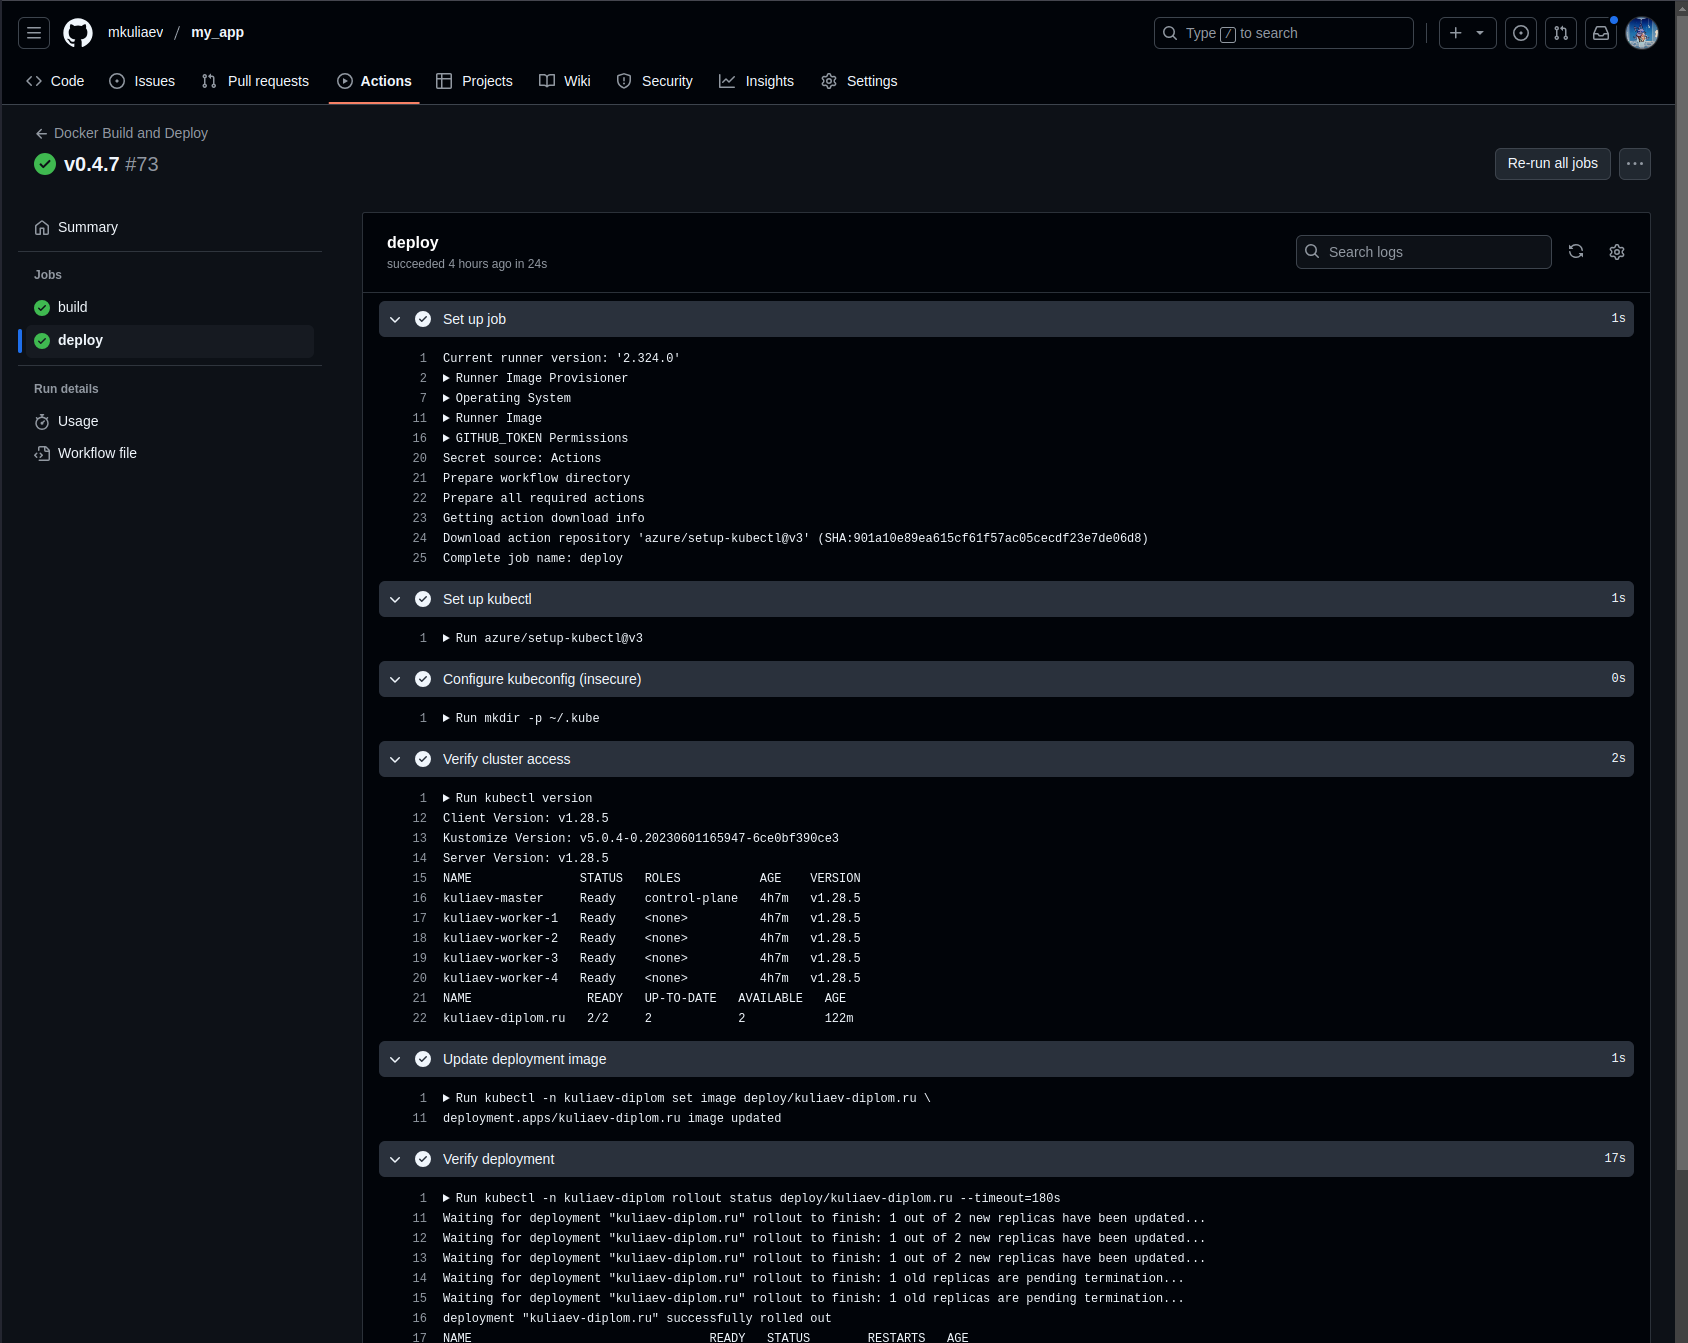 mkuliaev / my_app
Type / to search
Code Issues Pull requests Actions Projects Wiki Security Insights Settings
Docker Build and Deploy
v0.4.7 #73
Re-run all jobs
Summary
Jobs
build
deploy
Run details
Usage
Workflow file
deploy
succeeded 4 hours ago in 24s
Search logs
Set up job 1s
1 Current runner version: '2.324.0'
2 Runner Image Provisioner
7 Operating System
11 Runner Image
16 GITHUB_TOKEN Permissions
20 Secret source: Actions
21 Prepare workflow directory
22 Prepare all required actions
23 Getting action download info
24 Download action repository 'azure/setup-kubectl@v3' (SHA:901a10e89ea615cf61f57ac05cecdf23e7de06d8)
25 Complete job name: deploy
Set up kubectl 1s
1 Run azure/setup-kubectl@v3
Configure kubeconfig (insecure) 0s
1 Run mkdir -p ~/.kube
Verify cluster access 2s
1 Run kubectl version
12 Client Version: v1.28.5
13 Kustomize Version: v5.0.4-0.20230601165947-6ce0bf390ce3
14 Server Version: v1.28.5
15 NAME STATUS ROLES AGE VERSION
16 kuliaev-master Ready control-plane 4h7m v1.28.5
17 kuliaev-worker-1 Ready <none> 4h7m v1.28.5
18 kuliaev-worker-2 Ready <none> 4h7m v1.28.5
19 kuliaev-worker-3 Ready <none> 4h7m v1.28.5
20 kuliaev-worker-4 Ready <none> 4h7m v1.28.5
21 NAME READY UP-TO-DATE AVAILABLE AGE
22 kuliaev-diplom.ru 2/2 2 2 122m
Update deployment image 1s
1 Run kubectl -n kuliaev-diplom set image deploy/kuliaev-diplom.ru \
11 deployment.apps/kuliaev-diplom.ru image updated
Verify deployment 17s
1 Run kubectl -n kuliaev-diplom rollout status deploy/kuliaev-diplom.ru --timeout=180s
11 Waiting for deployment "kuliaev-diplom.ru" rollout to finish: 1 out of 2 new replicas have been updated...
12 Waiting for deployment "kuliaev-diplom.ru" rollout to finish: 1 out of 2 new replicas have been updated...
13 Waiting for deployment "kuliaev-diplom.ru" rollout to finish: 1 out of 2 new replicas have been updated...
14 Waiting for deployment "kuliaev-diplom.ru" rollout to finish: 1 old replicas are pending termination...
15 Waiting for deployment "kuliaev-diplom.ru" rollout to finish: 1 old replicas are pending termination...
16 deployment "kuliaev-diplom.ru" successfully rolled out
17 NAME READY STATUS RESTARTS AGE